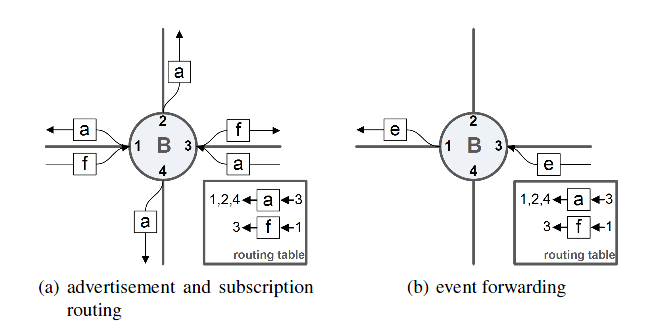 a
2
a
f
1 B 3
f
a
4
a
1,2,4 a 3
3 f 1
routing table
(a) advertisement and subscription
routing
2
e
1 B 3
e
4
1,2,4 a 3
3 f 1
routing table
(b) event forwarding